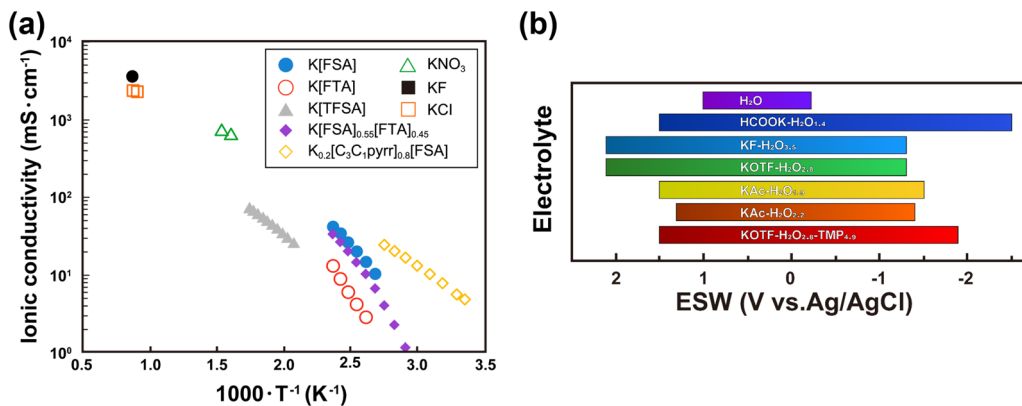 (a)
Ionic conductivity (mS·cm⁻¹)
10⁴
10³
10²
10¹
10⁰
0.5 1.0 1.5 2.0 2.5 3.0 3.5
1000·T⁻¹ (K⁻¹)
K[FSA]
K[FTA]
K[TFSA]
K[FSA]₀.₅₅[FTA]₀.₄₅
K₀.₂[C₃C₁pyrr]₀.₈[FSA]
KNO₃
KF
KCl
(b)
Electrolyte
H₂O
HCOOK-H₂O₁.₄
KF-H₂O₃.₅
KOTF-H₂O₂.₈
KAc-H₂O
KAc-H₂O₂.₂
KOTF-H₂O₂.₈-TMP₄.₉
2 1 0 -1 -2
ESW (V vs.Ag/AgCl)